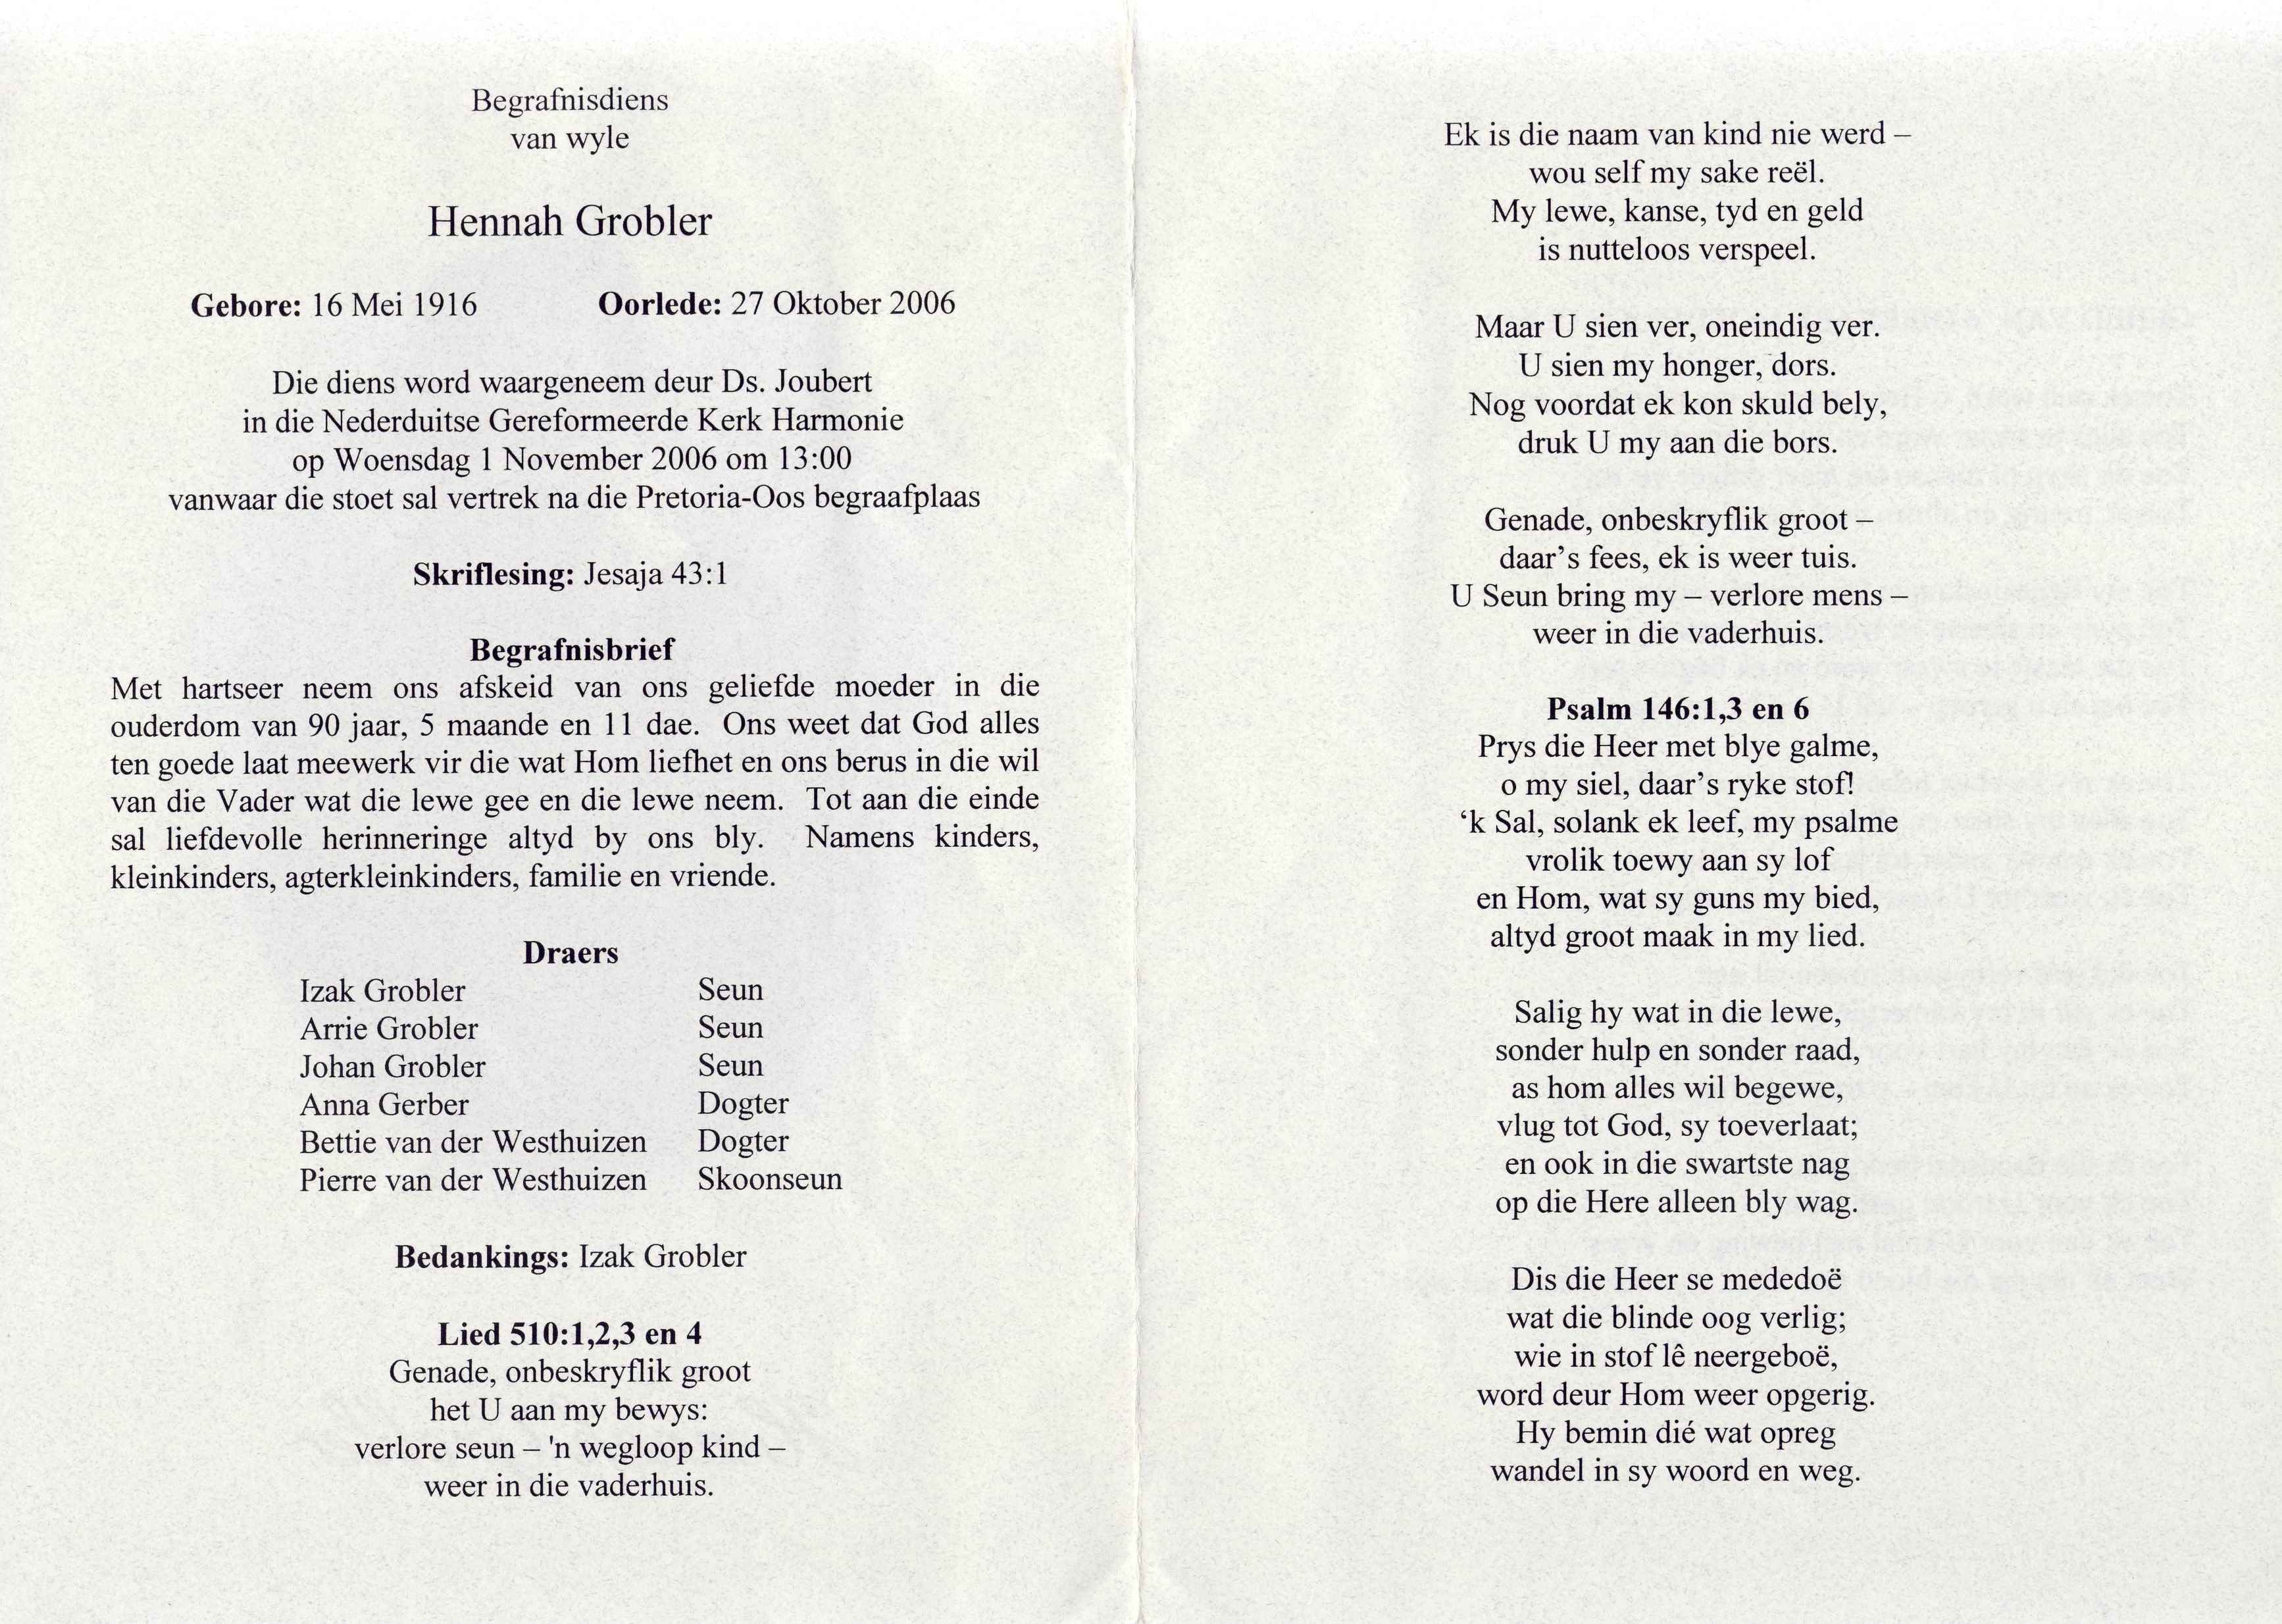 Begrafnisdiens
van wyle
Hennah Grobler
Gebore: 16 Mei 1916 Oorlede: 27 Oktober 2006
Die diens word waargeneem deur Ds. Joubert
in die Nederduitse Gereformeerde Kerk Harmonie
op Woensdag 1 November 2006 om 13:00
vanwaar die stoet sal vertrek na die Pretoria-Oos begraafplaas
Skriflesing: Jesaja 43:1
Begrafnisbrief
Met hartseer neem ons afskeid van ons geliefde moeder in die
ouderdom van 90 jaar, 5 maande en 11 dae. Ons weet dat God alles
ten goede laat meewerk vir die wat Hom liefhet en ons berus in die wil
van die Vader wat die lewe gee en die lewe neem. Tot aan die einde
sal liefdevolle herinneringe altyd by ons bly. Namens kinders,
kleinkinders, agterkleinkinders, familie en vriende.
Draers
Izak Grobler Seun
Arrie Grobler Seun
Johan Grobler Seun
Anna Gerber Dogter
Bettie van der Westhuizen Dogter
Pierre van der Westhuizen Skoonseun
Bedankings: Izak Grobler
Lied 510:1,2,3 en 4
Genade, onbeskryflik groot
het U aan my bewys:
verlore seun – 'n wegloop kind –
weer in die vaderhuis.
Ek is die naam van kind nie werd –
wou self my sake reël.
My lewe, kanse, tyd en geld
is nutteloos verspeel.
Maar U sien ver, oneindig ver.
U sien my honger, dors.
Nog voordat ek kon skuld bely,
druk U my aan die bors.
Genade, onbeskryflik groot –
daar’s fees, ek is weer tuis.
U Seun bring my – verlore mens –
weer in die vaderhuis.
Psalm 146:1,3 en 6
Prys die Heer met blye galme,
o my siel, daar’s ryke stof!
‘k Sal, solank ek leef, my psalme
vrolik toewy aan sy lof
en Hom, wat sy guns my bied,
altyd groot maak in my lied.
Salig hy wat in die lewe,
sonder hulp en sonder raad,
as hom alles wil begewe,
vlug tot God, sy toeverlaat;
en ook in die swartste nag
op die Here alleen bly wag.
Dis die Heer se mededoë
wat die blinde oog verlig;
wie in stof lê neergeboë,
word deur Hom weer opgerig.
Hy bemin dié wat opreg
wandel in sy woord en weg.